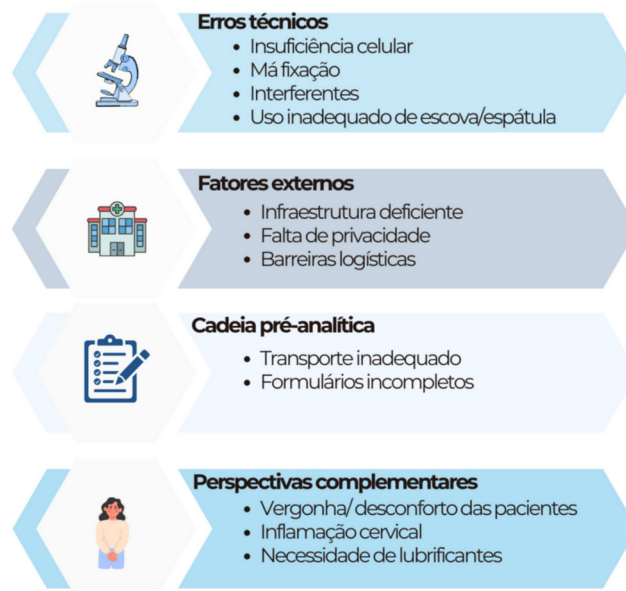 Erros técnicos
• Insuficiência celular
• Má fixação
• Interferentes
• Uso inadequado de escova/espátula
Fatores externos
• Infraestrutura deficiente
• Falta de privacidade
• Barreiras logísticas
Cadeia pré-analítica
• Transporte inadequado
• Formulários incompletos
Perspectivas complementares
• Vergonha/ desconforto das pacientes
• Inflamação cervical
• Necessidade de lubrificantes